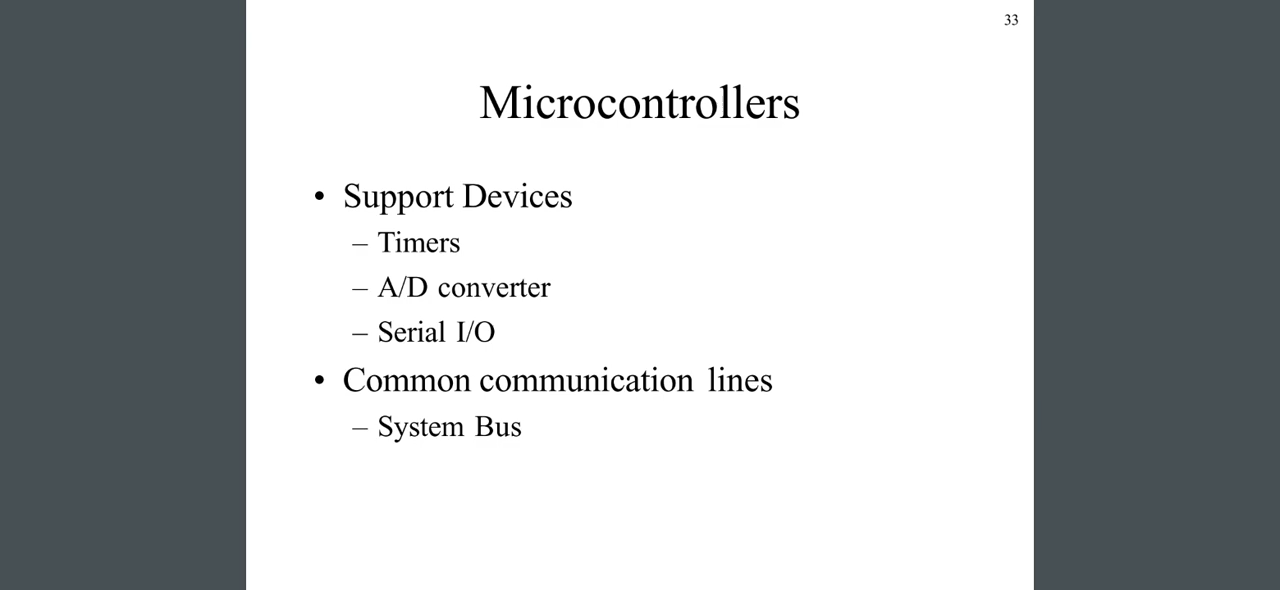 33
Microcontrollers
• Support Devices
– Timers
– A/D converter
– Serial I/O
• Common communication lines
– System Bus